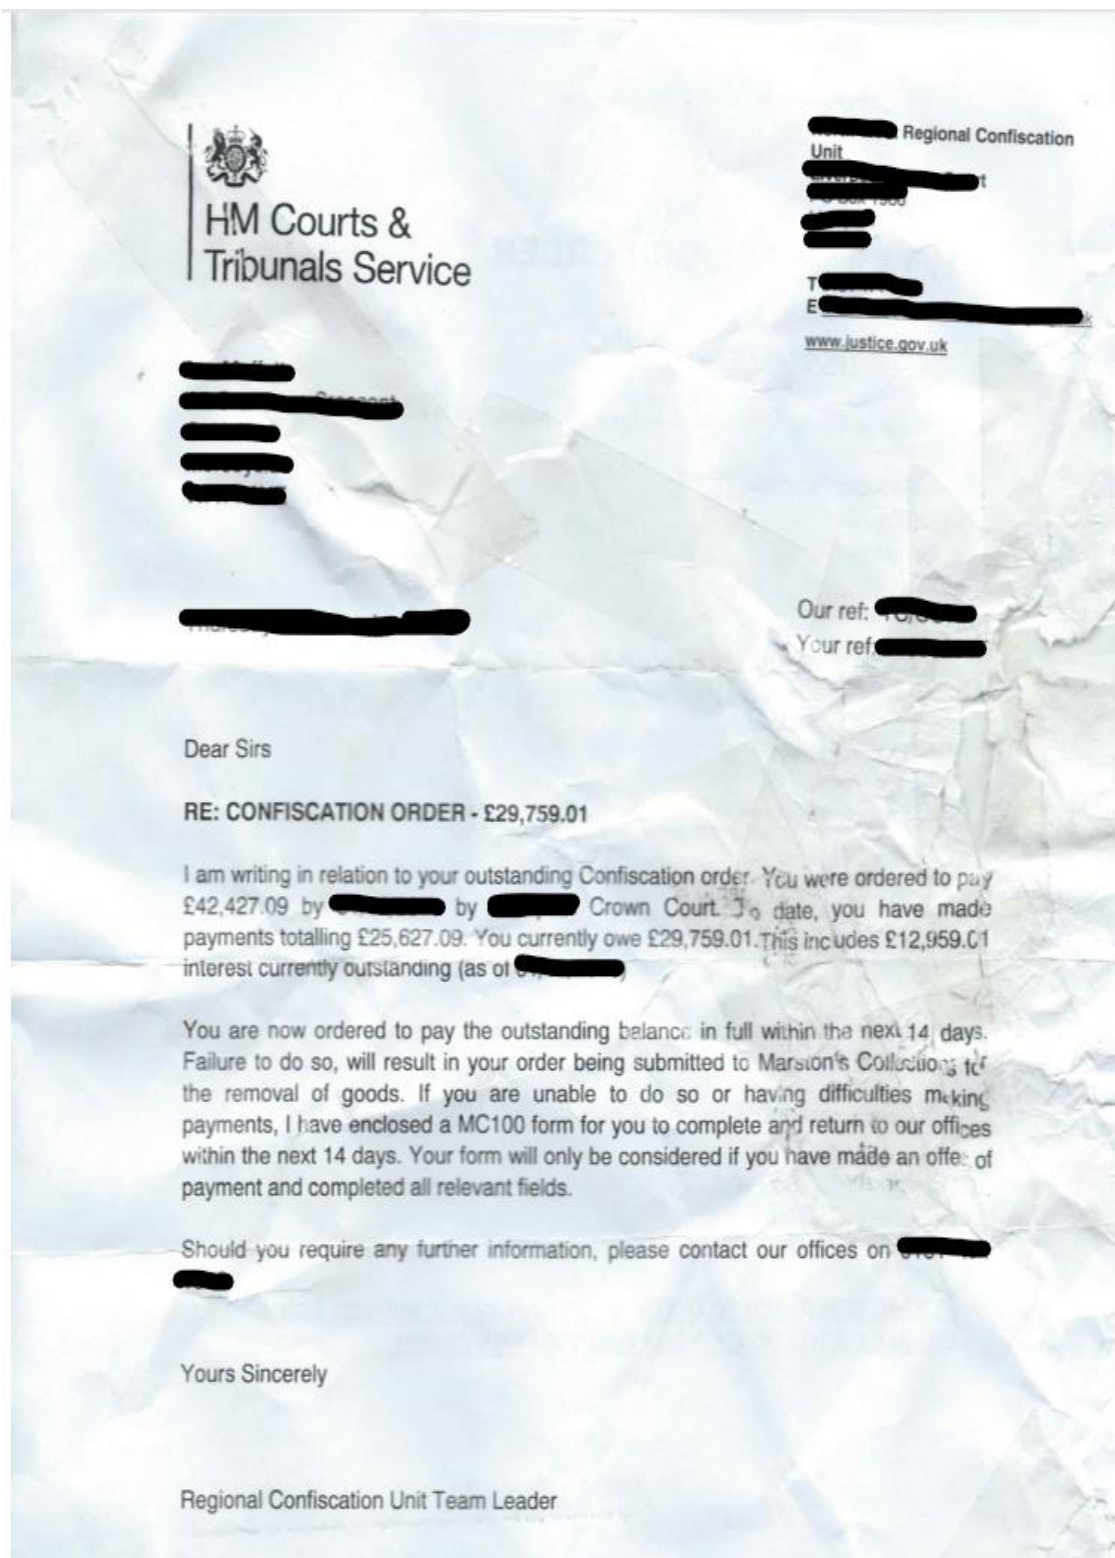 HM Courts &
Tribunals Service
Regional Confiscation
Unit
T
E
www.justice.gov.uk
Our ref:
Your ref
Dear Sirs
RE: CONFISCATION ORDER - £29,759.01
I am writing in relation to your outstanding Confiscation order. You were ordered to pay
£42,427.09 by by Crown Court. To date, you have made
payments totalling £25,627.09. You currently owe £29,759.01.This includes £12,959.01
interest currently outstanding (as of
You are now ordered to pay the outstanding balance in full within the next 14 days.
Failure to do so, will result in your order being submitted to Marston's Collections for
the removal of goods. If you are unable to do so or having difficulties making
payments, I have enclosed a MC100 form for you to complete and return to our offices
within the next 14 days. Your form will only be considered if you have made an offer of
payment and completed all relevant fields.
Should you require any further information, please contact our offices on
Yours Sincerely
Regional Confiscation Unit Team Leader